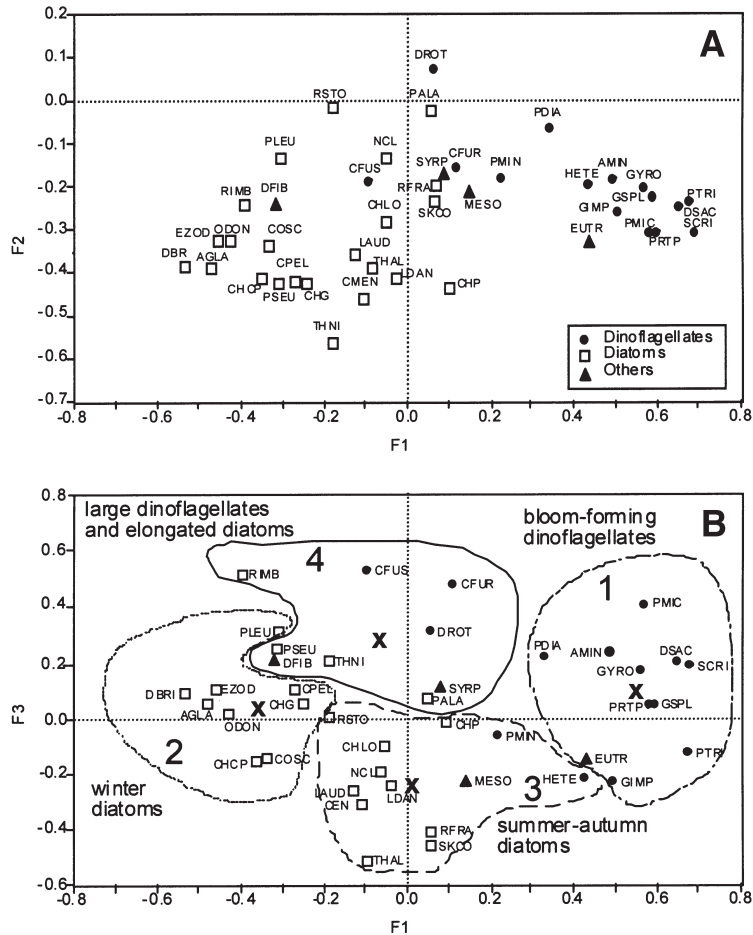 0.2
A
0.1
DROT
RSTO PALA
0.0
PDIA
-0.1
PLEU NCL
SYRP CFUR
CFUS PMIN HETE AMIN GYRO
-0.2
RIMB DFIB RFRA MESO GSPL PTRI
SKCO GIMP DSAC
CHLO PMIC SCRI
EZOD ODON COSC EUTR PRTP
-0.3
F2
DBR AGLA CPEL LAUD THAL
LDAN
-0.4
CHCP PSEU CHG CMEN CHP
-0.5
THNI
Dinoflagellates
Diatoms
Others
-0.6
-0.7
-0.8 -0.6 -0.4 -0.2 0.0 0.2 0.4 0.6 0.8
F1
0.8
large dinoflagellates
and elongated diatoms
bloom-forming
dinoflagellates
B
0.6
4
RIMB CFUS CFUR
1
PMIC
0.4
PLEU DROT
PSEU X
DFIB THNI PDIA AMIN DSAC SCRI
0.2
GYRO
F3
DBRI EZOD CPEL SYRP X
AGLA CHG PALA PRTP GSPL
X
ODON RSTO CHP
0.0
PMIN PTRI
2
CHLO
CHCP COSC EUTR
NCL X MESO HETE GIMP
-0.2
winter
diatoms
LAUD LDAN 3
CEN
summer-autumn
diatoms
-0.4
RFRA
SKCO
THAL
-0.6
-0.8 -0.6 -0.4 -0.2 0.0 0.2 0.4 0.6 0.8
F1